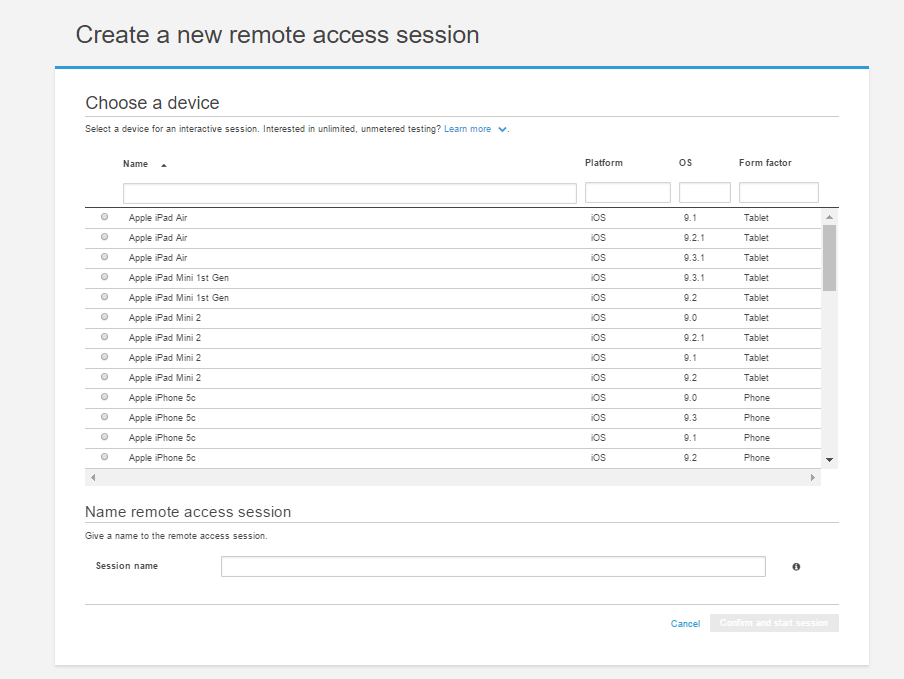 Create a new remote access session
Choose a device
Select a device for an interactive session. Interested in unlimited, unmetered testing? Learn more.
Name Platform OS Form factor
Apple iPad Air iOS 9.1 Tablet
Apple iPad Air iOS 9.2.1 Tablet
Apple iPad Air iOS 9.3.1 Tablet
Apple iPad Mini 1st Gen iOS 9.3.1 Tablet
Apple iPad Mini 1st Gen iOS 9.2 Tablet
Apple iPad Mini 2 iOS 9.0 Tablet
Apple iPad Mini 2 iOS 9.2.1 Tablet
Apple iPad Mini 2 iOS 9.1 Tablet
Apple iPad Mini 2 iOS 9.2 Tablet
Apple iPhone 5c iOS 9.0 Phone
Apple iPhone 5c iOS 9.3 Phone
Apple iPhone 5c iOS 9.1 Phone
Apple iPhone 5c iOS 9.2 Phone
Name remote access session
Give a name to the remote access session.
Session name
Cancel Confirm and start session